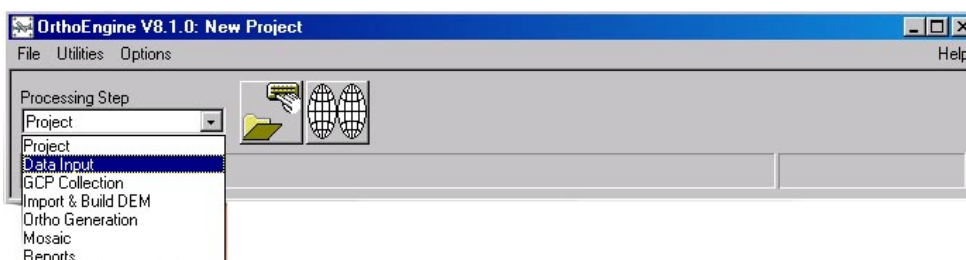 OrthoEngine V8.1.0: New Project
File Utilities Options Help
Processing Step
Project
Project
Data Input
GCP Collection
Import & Build DEM
Ortho Generation
Mosaic
Reports